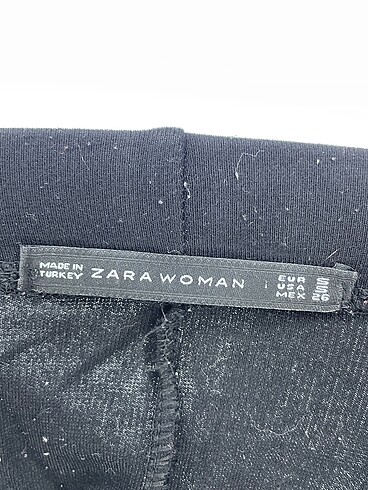 MADE IN
TURKEY
ZARA WOMAN
EUR S
USA S
MEX 26